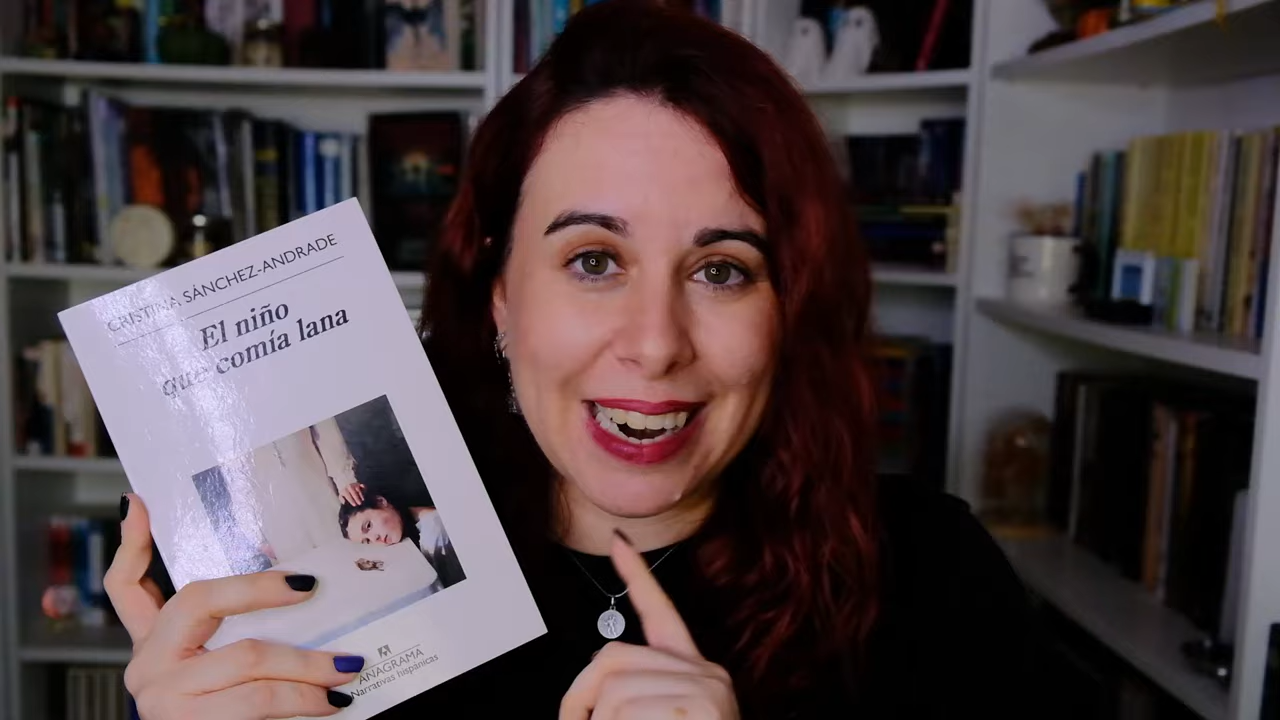 CRISTINA SÁNCHEZ-ANDRADE
El niño
que comía lana
ANAGRAMA
Narrativas hispánicas